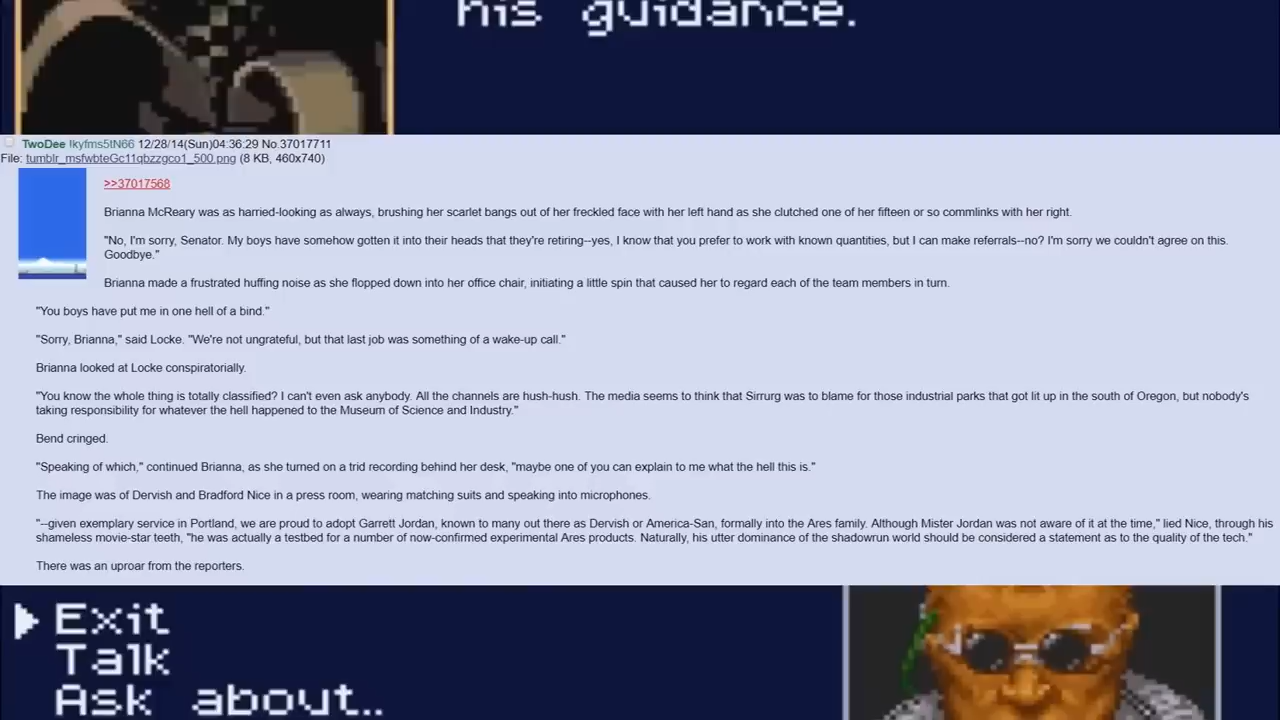 his guidance.
TwoDee !kyfms5tN66 12/28/14(Sun)04:36:29 No.37017711
File: tumblr_msfwbteGc11qbzzgco1_500.png (8 KB, 460x740)
>>37017568
Brianna McReary was as harried-looking as always, brushing her scarlet bangs out of her freckled face with her left hand as she clutched one of her fifteen or so commlinks with her right.
"No, I'm sorry, Senator. My boys have somehow gotten it into their heads that they're retiring--yes, I know that you prefer to work with known quantities, but I can make referrals--no? I'm sorry we couldn't agree on this.
Goodbye."
Brianna made a frustrated huffing noise as she flopped down into her office chair, initiating a little spin that caused her to regard each of the team members in turn.
"You boys have put me in one hell of a bind."
"Sorry, Brianna," said Locke. "We're not ungrateful, but that last job was something of a wake-up call."
Brianna looked at Locke conspiratorially.
"You know the whole thing is totally classified? I can't even ask anybody. All the channels are hush-hush. The media seems to think that Sirrurg was to blame for those industrial parks that got lit up in the south of Oregon, but nobody's
taking responsibility for whatever the hell happened to the Museum of Science and Industry."
Bend cringed.
"Speaking of which," continued Brianna, as she turned on a trid recording behind her desk, "maybe one of you can explain to me what the hell this is."
The image was of Dervish and Bradford Nice in a press room, wearing matching suits and speaking into microphones.
"--given exemplary service in Portland, we are proud to adopt Garrett Jordan, known to many out there as Dervish or America-San, formally into the Ares family. Although Mister Jordan was not aware of it at the time," lied Nice, through his
shameless movie-star teeth, "he was actually a testbed for a number of now-confirmed experimental Ares products. Naturally, his utter dominance of the shadowrun world should be considered a statement as to the quality of the tech."
There was an uproar from the reporters.
Exit
Talk
Ask about..